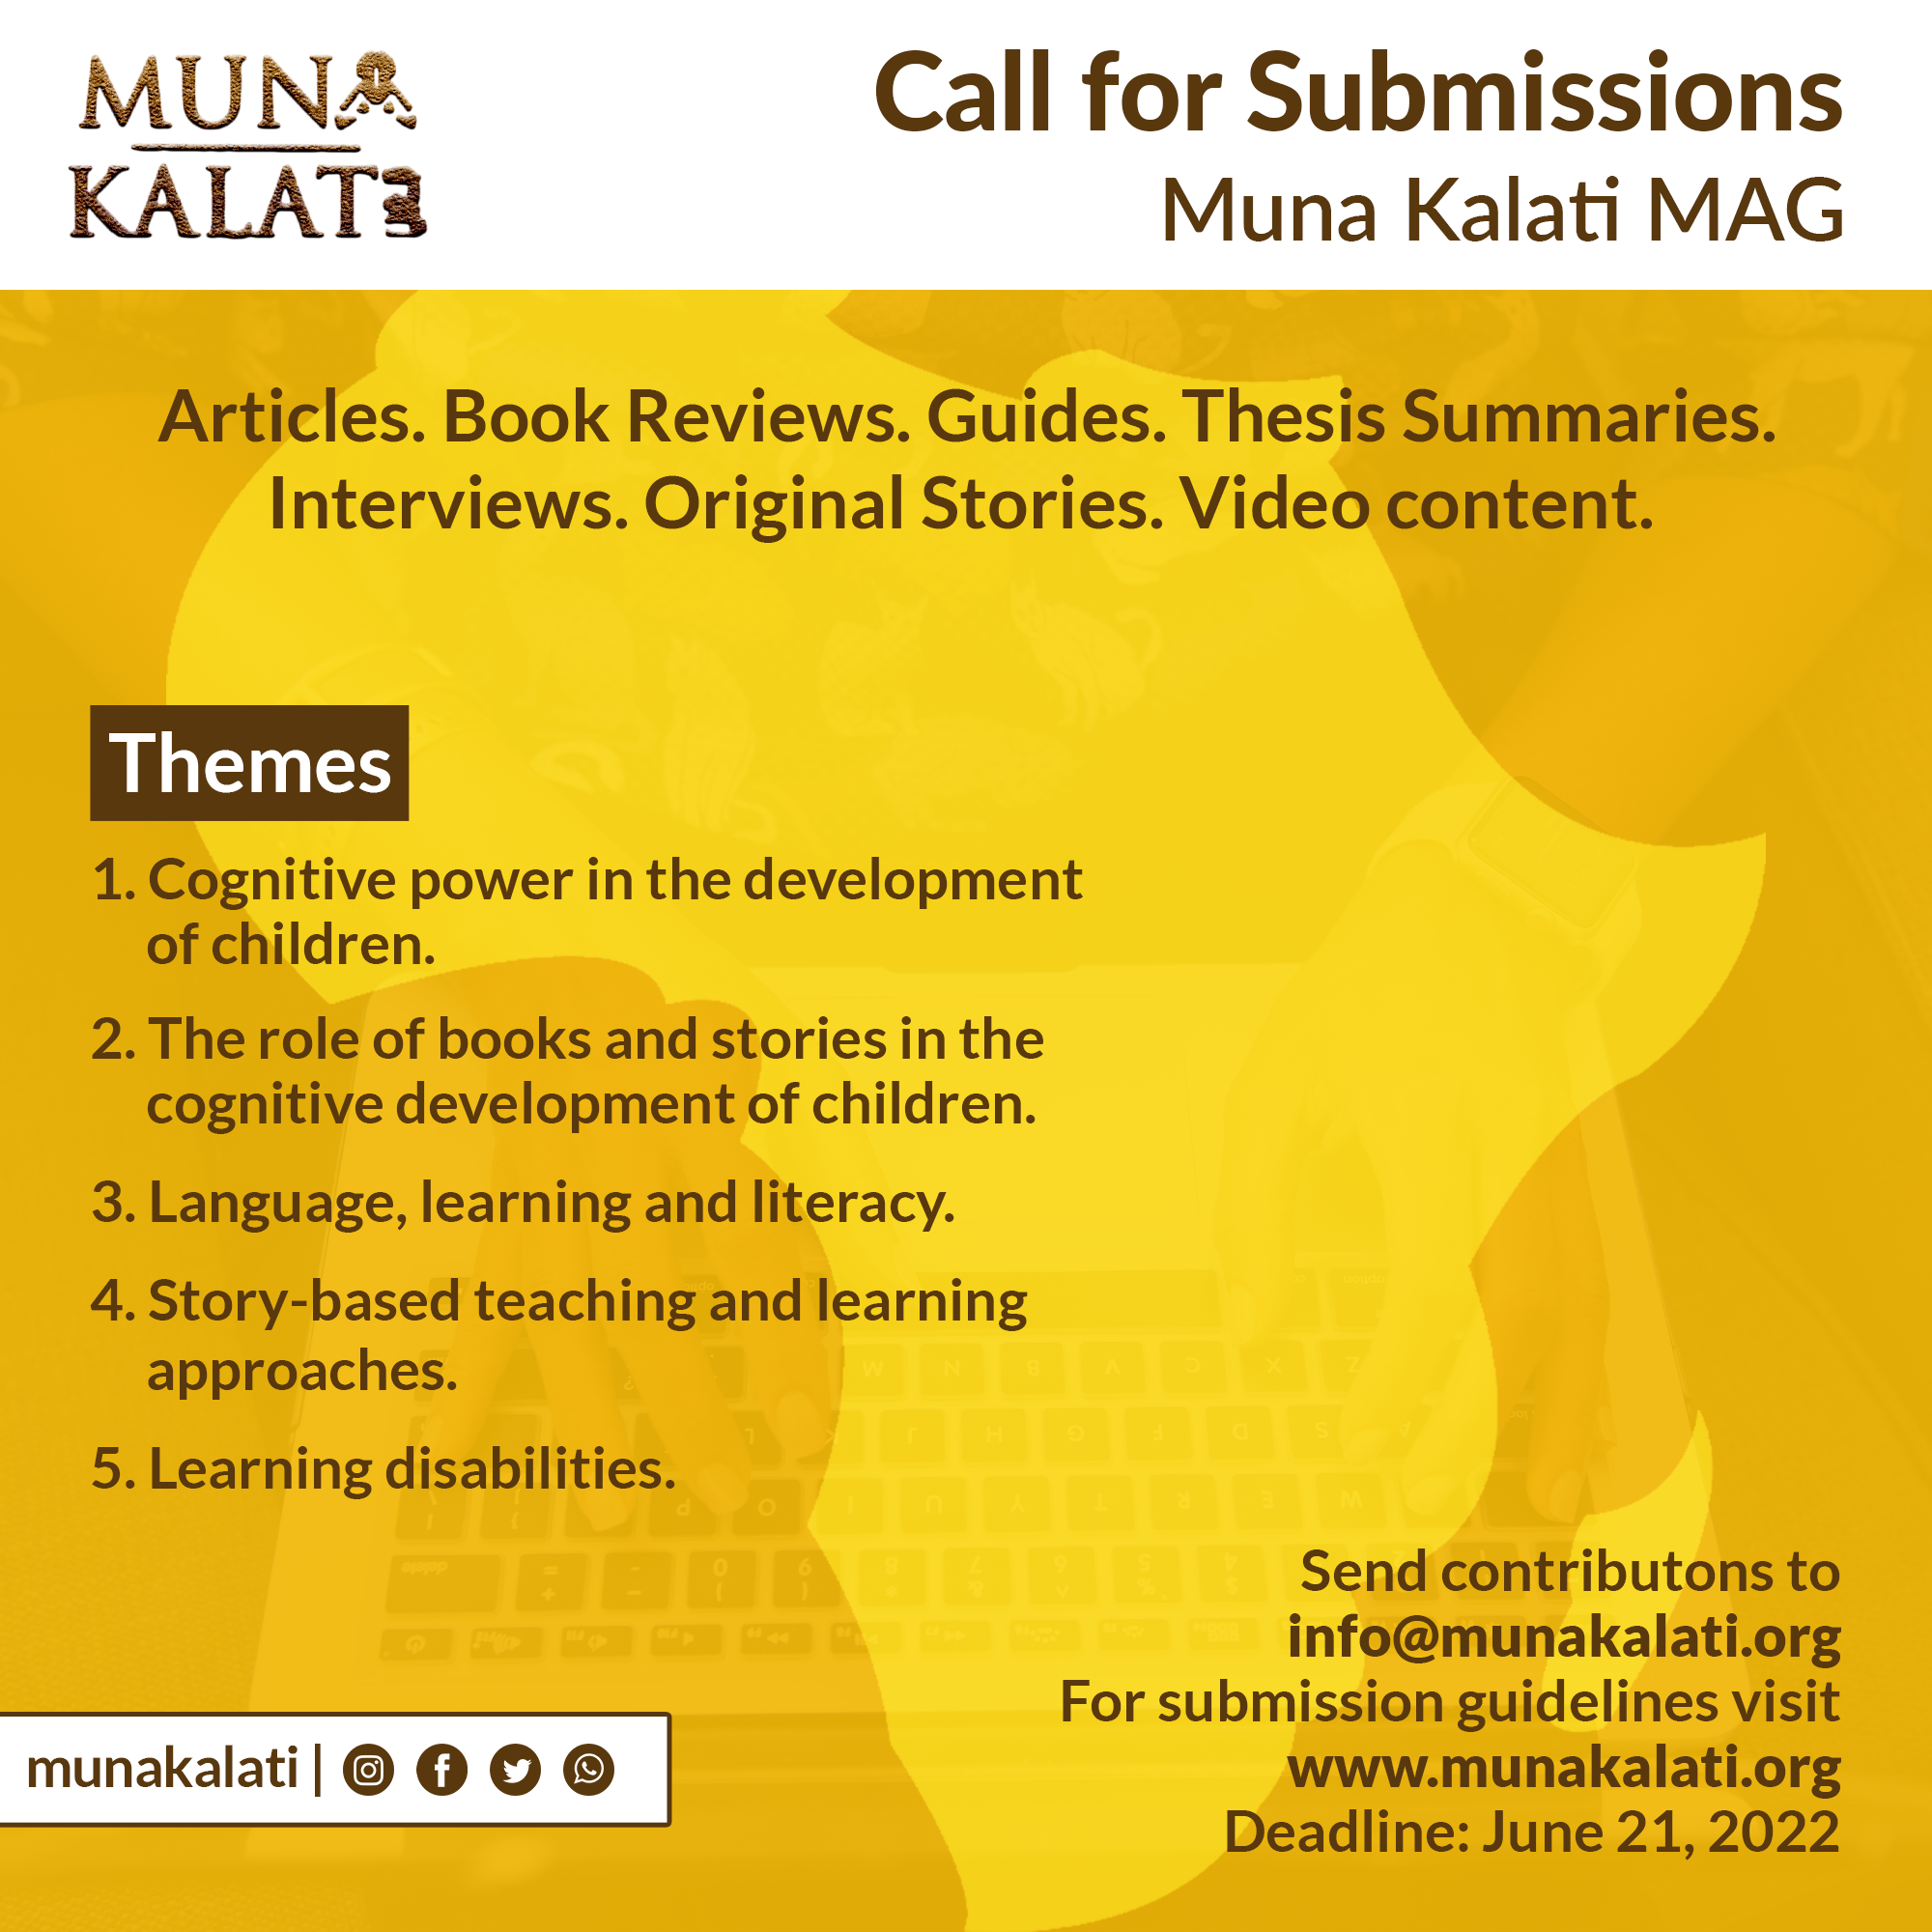 MUNA
KALATI
Call for Submissions
Muna Kalati MAG
Articles. Book Reviews. Guides. Thesis Summaries.
Interviews. Original Stories. Video content.
Themes
1. Cognitive power in the development
of children.
2. The role of books and stories in the
cognitive development of children.
3. Language, learning and literacy.
4. Story-based teaching and learning
approaches.
5. Learning disabilities.
Send contributons to
info@munakalati.org
For submission guidelines visit
www.munakalati.org
Deadline: June 21, 2022
munakalati |